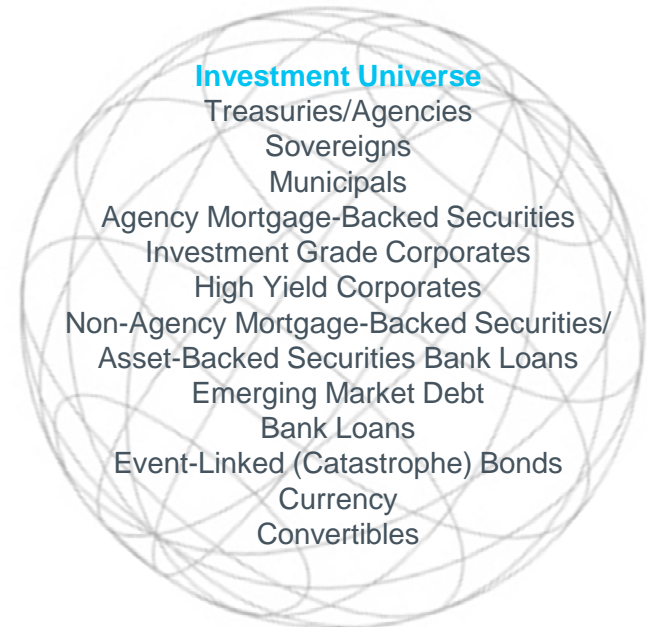 Investment Universe
Treasuries/Agencies
Sovereigns
Municipals
Agency Mortgage-Backed Securities
Investment Grade Corporates
High Yield Corporates
Non-Agency Mortgage-Backed Securities/
Asset-Backed Securities Bank Loans
Emerging Market Debt
Bank Loans
Event-Linked (Catastrophe) Bonds
Currency
Convertibles